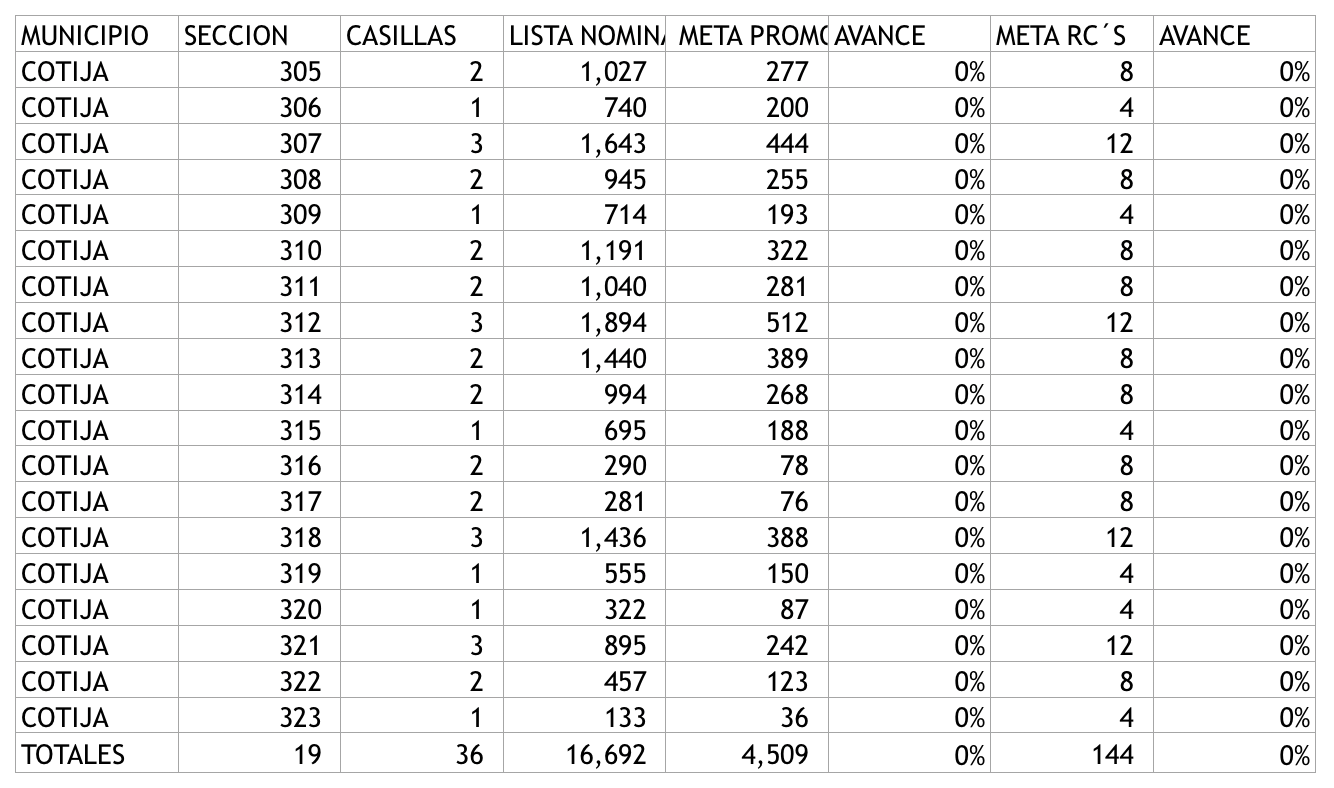 MUNICIPIO SECCION CASILLAS LISTA NOMINA META PROMO AVANCE META RC´S AVANCE
COTIJA 305 2 1,027 277 0% 8 0%
COTIJA 306 1 740 200 0% 4 0%
COTIJA 307 3 1,643 444 0% 12 0%
COTIJA 308 2 945 255 0% 8 0%
COTIJA 309 1 714 193 0% 4 0%
COTIJA 310 2 1,191 322 0% 8 0%
COTIJA 311 2 1,040 281 0% 8 0%
COTIJA 312 3 1,894 512 0% 12 0%
COTIJA 313 2 1,440 389 0% 8 0%
COTIJA 314 2 994 268 0% 8 0%
COTIJA 315 1 695 188 0% 4 0%
COTIJA 316 2 290 78 0% 8 0%
COTIJA 317 2 281 76 0% 8 0%
COTIJA 318 3 1,436 388 0% 12 0%
COTIJA 319 1 555 150 0% 4 0%
COTIJA 320 1 322 87 0% 4 0%
COTIJA 321 3 895 242 0% 12 0%
COTIJA 322 2 457 123 0% 8 0%
COTIJA 323 1 133 36 0% 4 0%
TOTALES 19 36 16,692 4,509 0% 144 0%